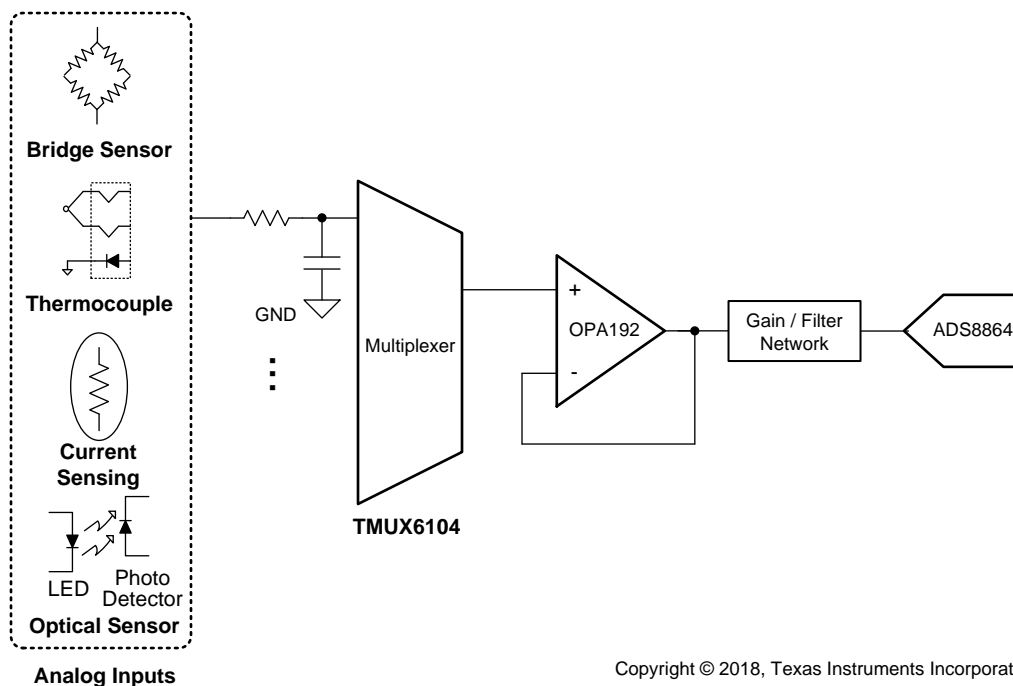 Bridge Sensor
Thermocouple
Current
Sensing
LED
Photo
Detector
Optical Sensor
Analog Inputs
GND
Multiplexer
TMUX6104
+
-
OPA192
Gain / Filter
Network
ADS8864
Copyright © 2018, Texas Instruments Incorporat